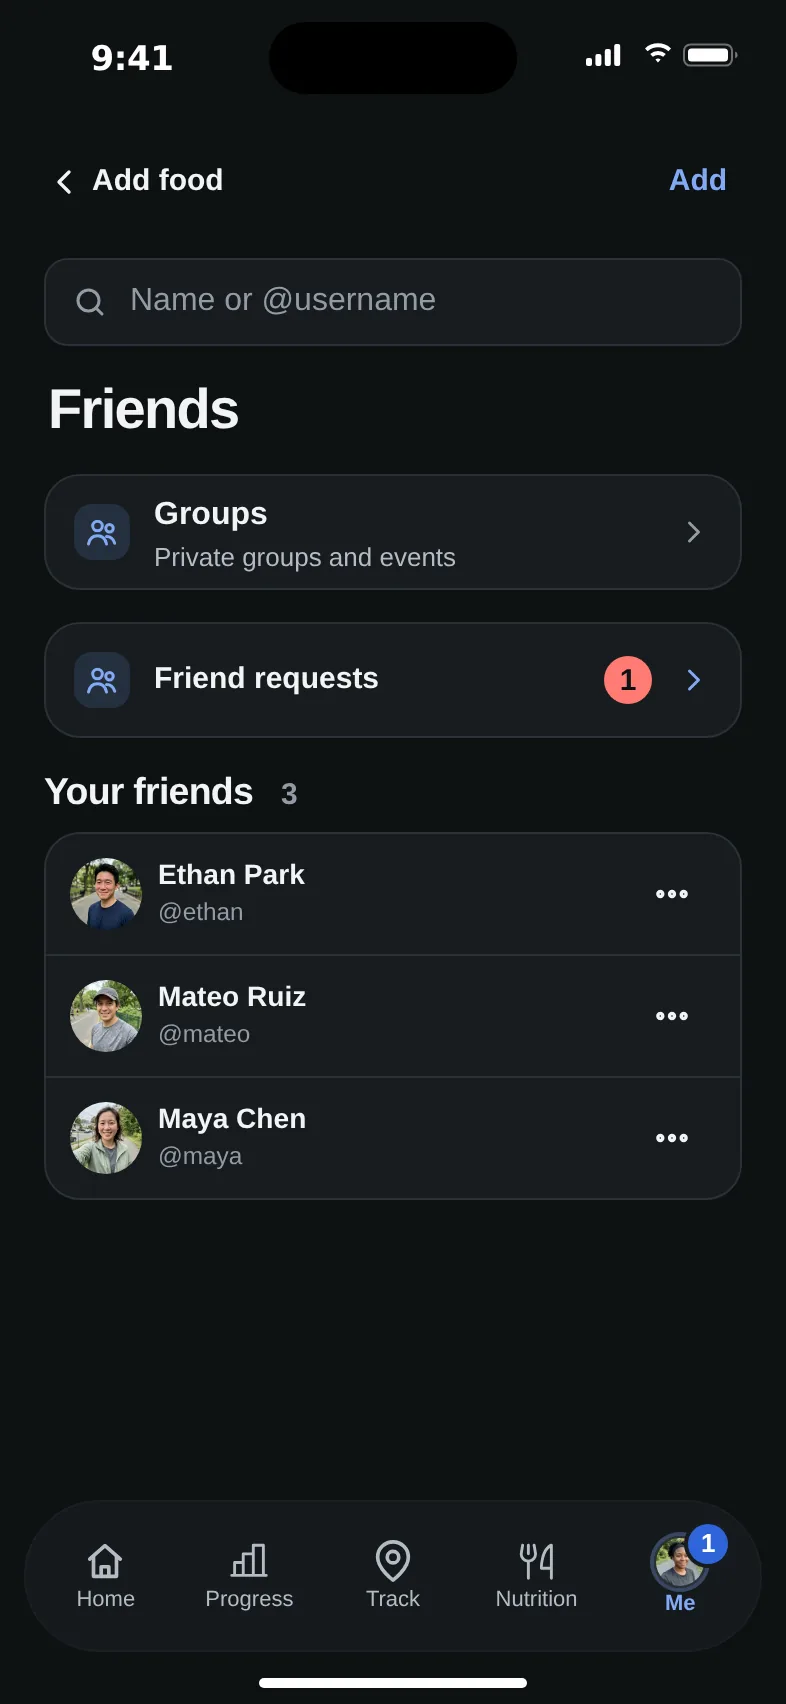 9:41
Add food
Add
Name or @username
Friends
Groups
Private groups and events
Friend requests
1
Your friends 3
Ethan Park
@ethan
Mateo Ruiz
@mateo
Maya Chen
@maya
1
Home
Progress
Track
Nutrition
Me